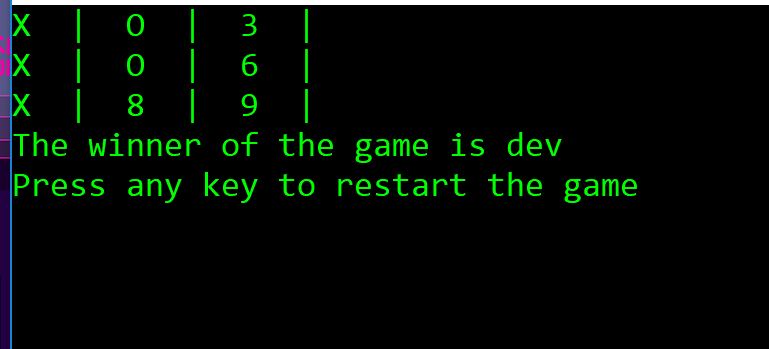 X | O | 3 |
X | O | 6 |
X | 8 | 9 |
The winner of the game is dev
Press any key to restart the game